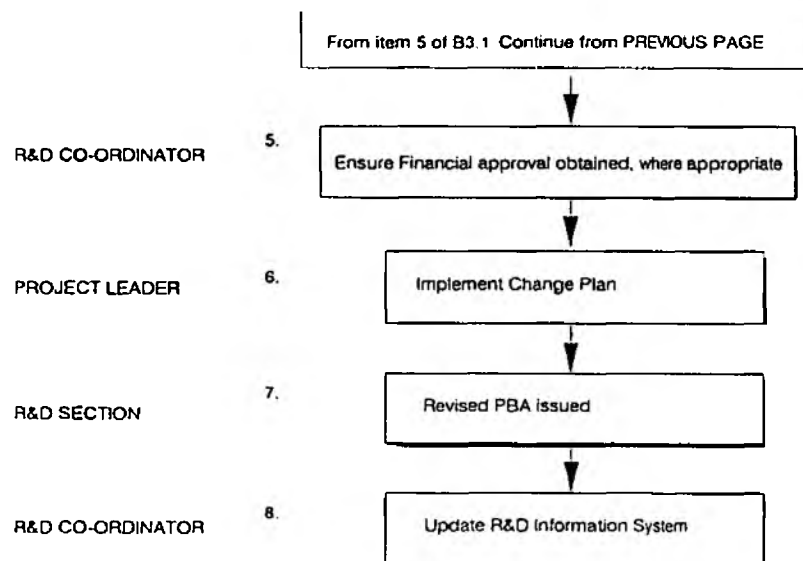 From item 5 of B3.1 Continue from PREVIOUS PAGE
R&D CO-ORDINATOR 5. Ensure Financial approval obtained, where appropriate
PROJECT LEADER 6. Implement Change Plan
R&D SECTION 7. Revised PBA issued
R&D CO-ORDINATOR 8. Update R&D Information System